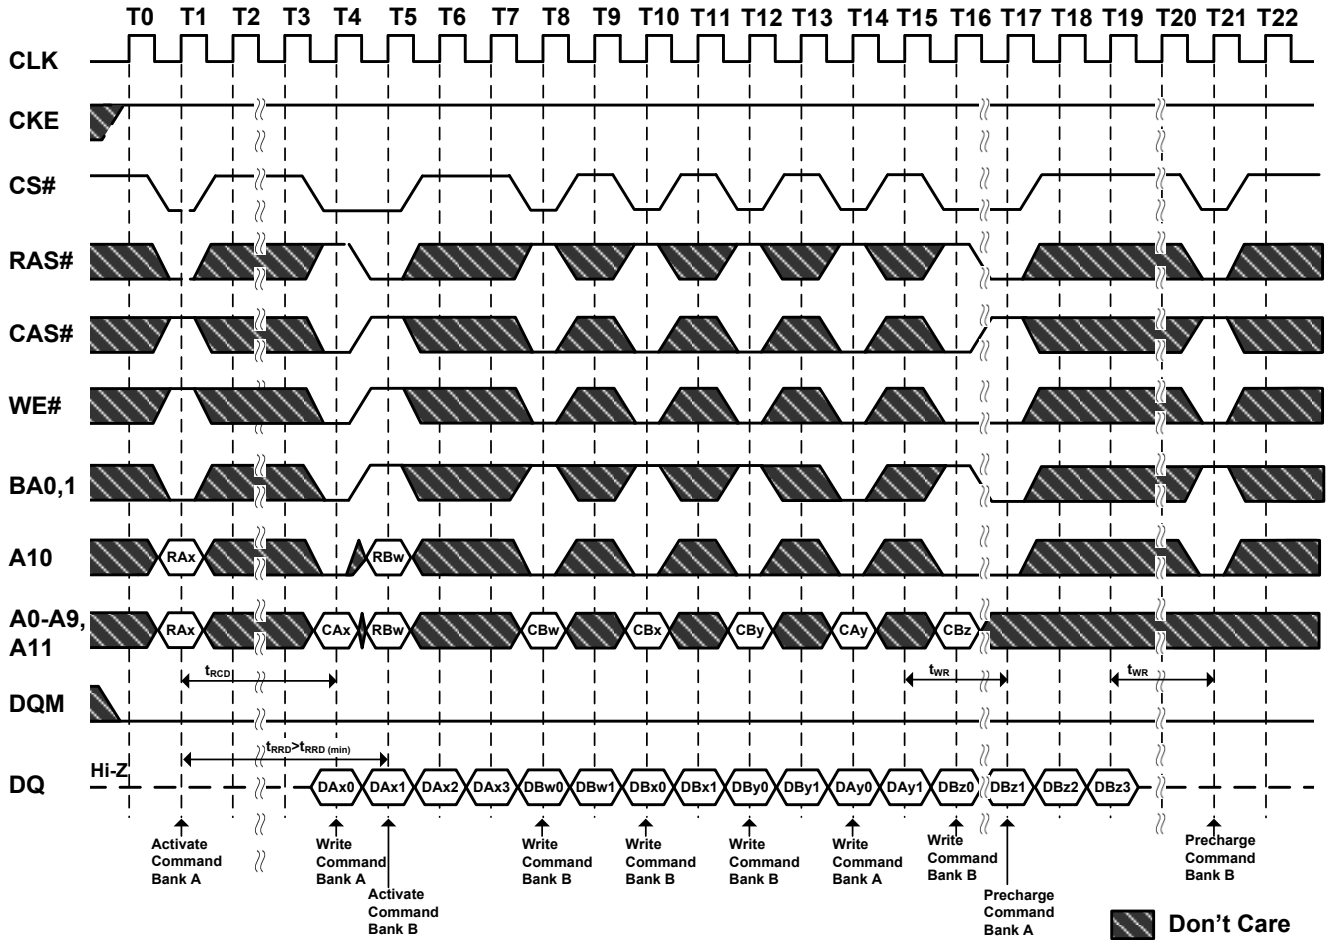 T0 T1 T2 T3 T4 T5 T6 T7 T8 T9 T10 T11 T12 T13 T14 T15 T16 T17 T18 T19 T20 T21 T22
CLK
CKE
CS#
RAS#
CAS#
WE#
BA0,1
A10
RAx RBw
A0-A9,
A11
RAx CAx RBw CBw CBx CBy CAy CBz
tRCD tWR tWR
DQM
tRRD>tRRD (min)
Hi-Z
DQ
DAx0 DAx1 DAx2 DAx3 DBw0 DBw1 DBx0 DBx1 DBy0 DBy1 DAy0 DAy1 DBz0 DBz1 DBz2 DBz3
Activate
Command
Bank A
Write
Command
Bank A
Activate
Command
Bank B
Write
Command
Bank B
Write
Command
Bank B
Write
Command
Bank B
Write
Command
Bank A
Write
Command
Bank B
Precharge
Command
Bank A
Precharge
Command
Bank B
Don't Care